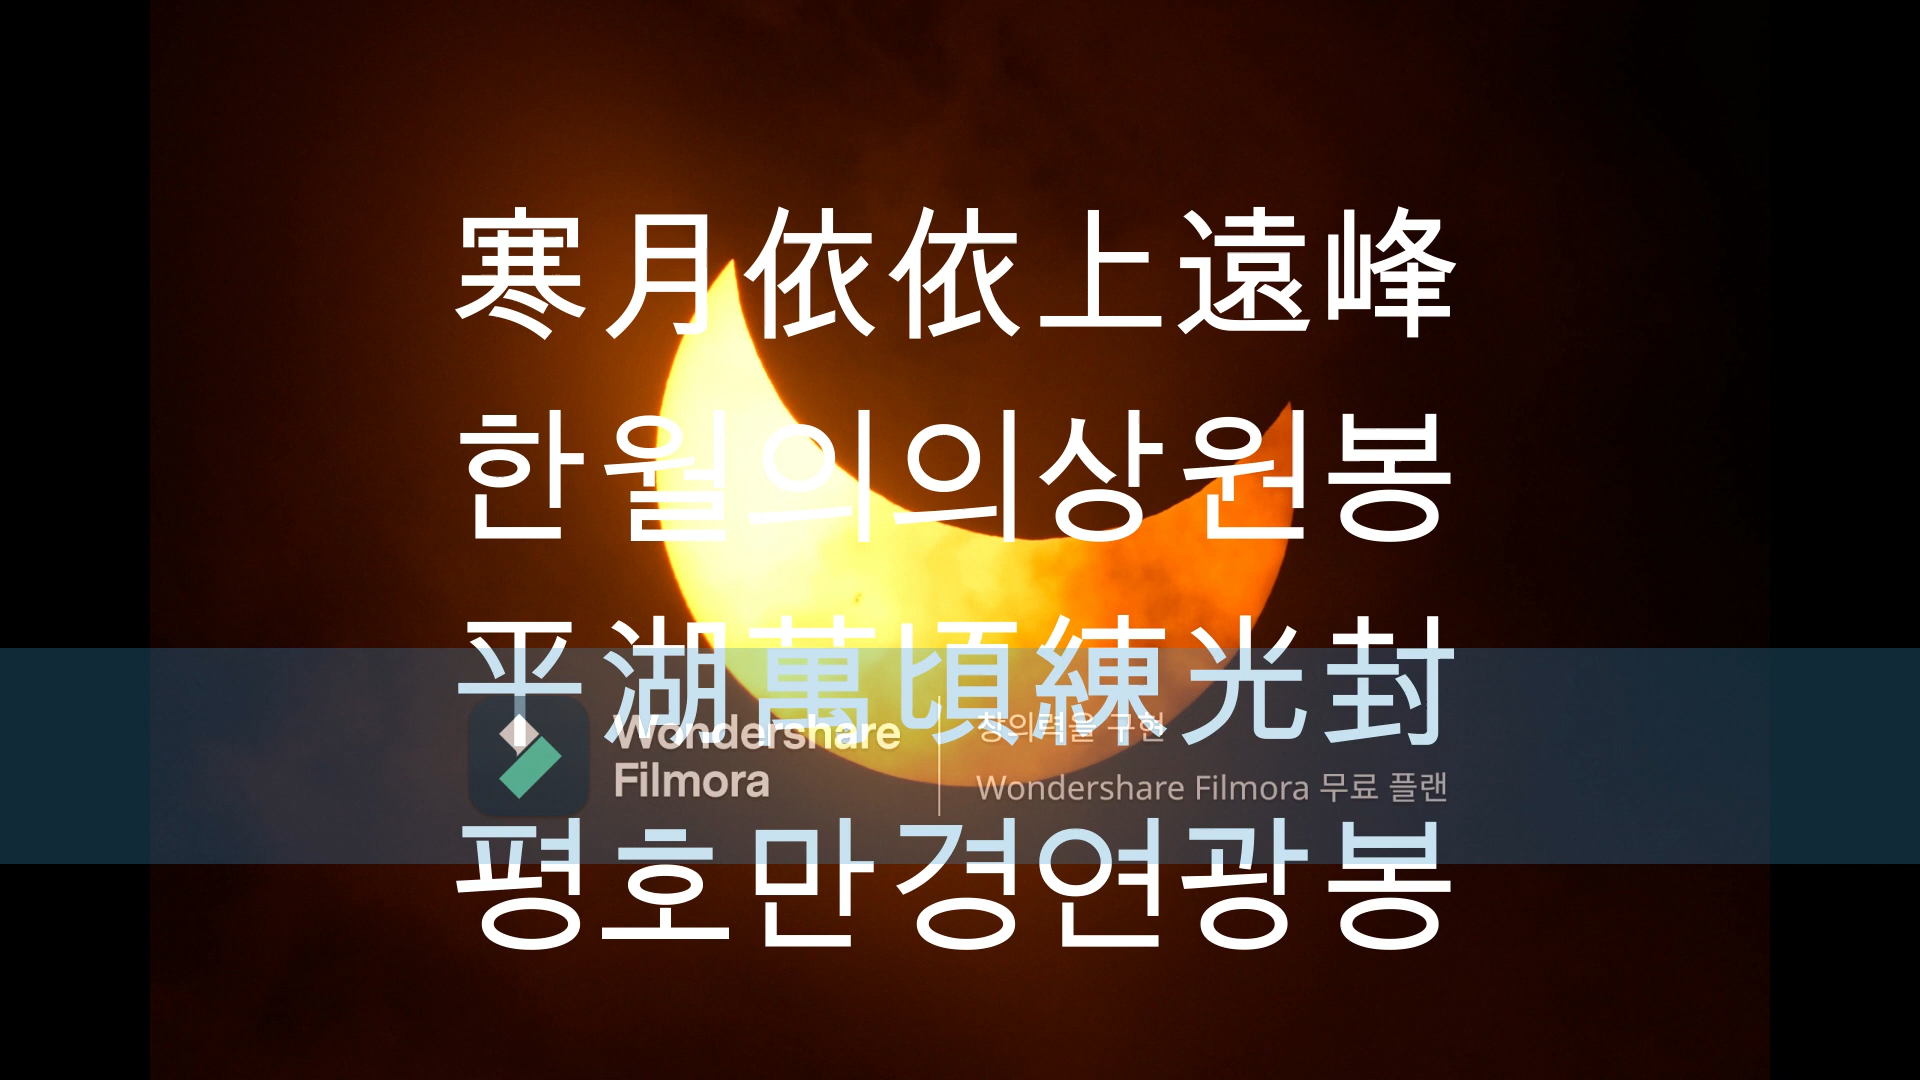 寒月依依上遠峰
한월의의상원봉
平湖萬頃練光封
Wondershare
Filmora
창의력을 구현
Wondershare Filmora 무료 플랜
평호만경연광봉